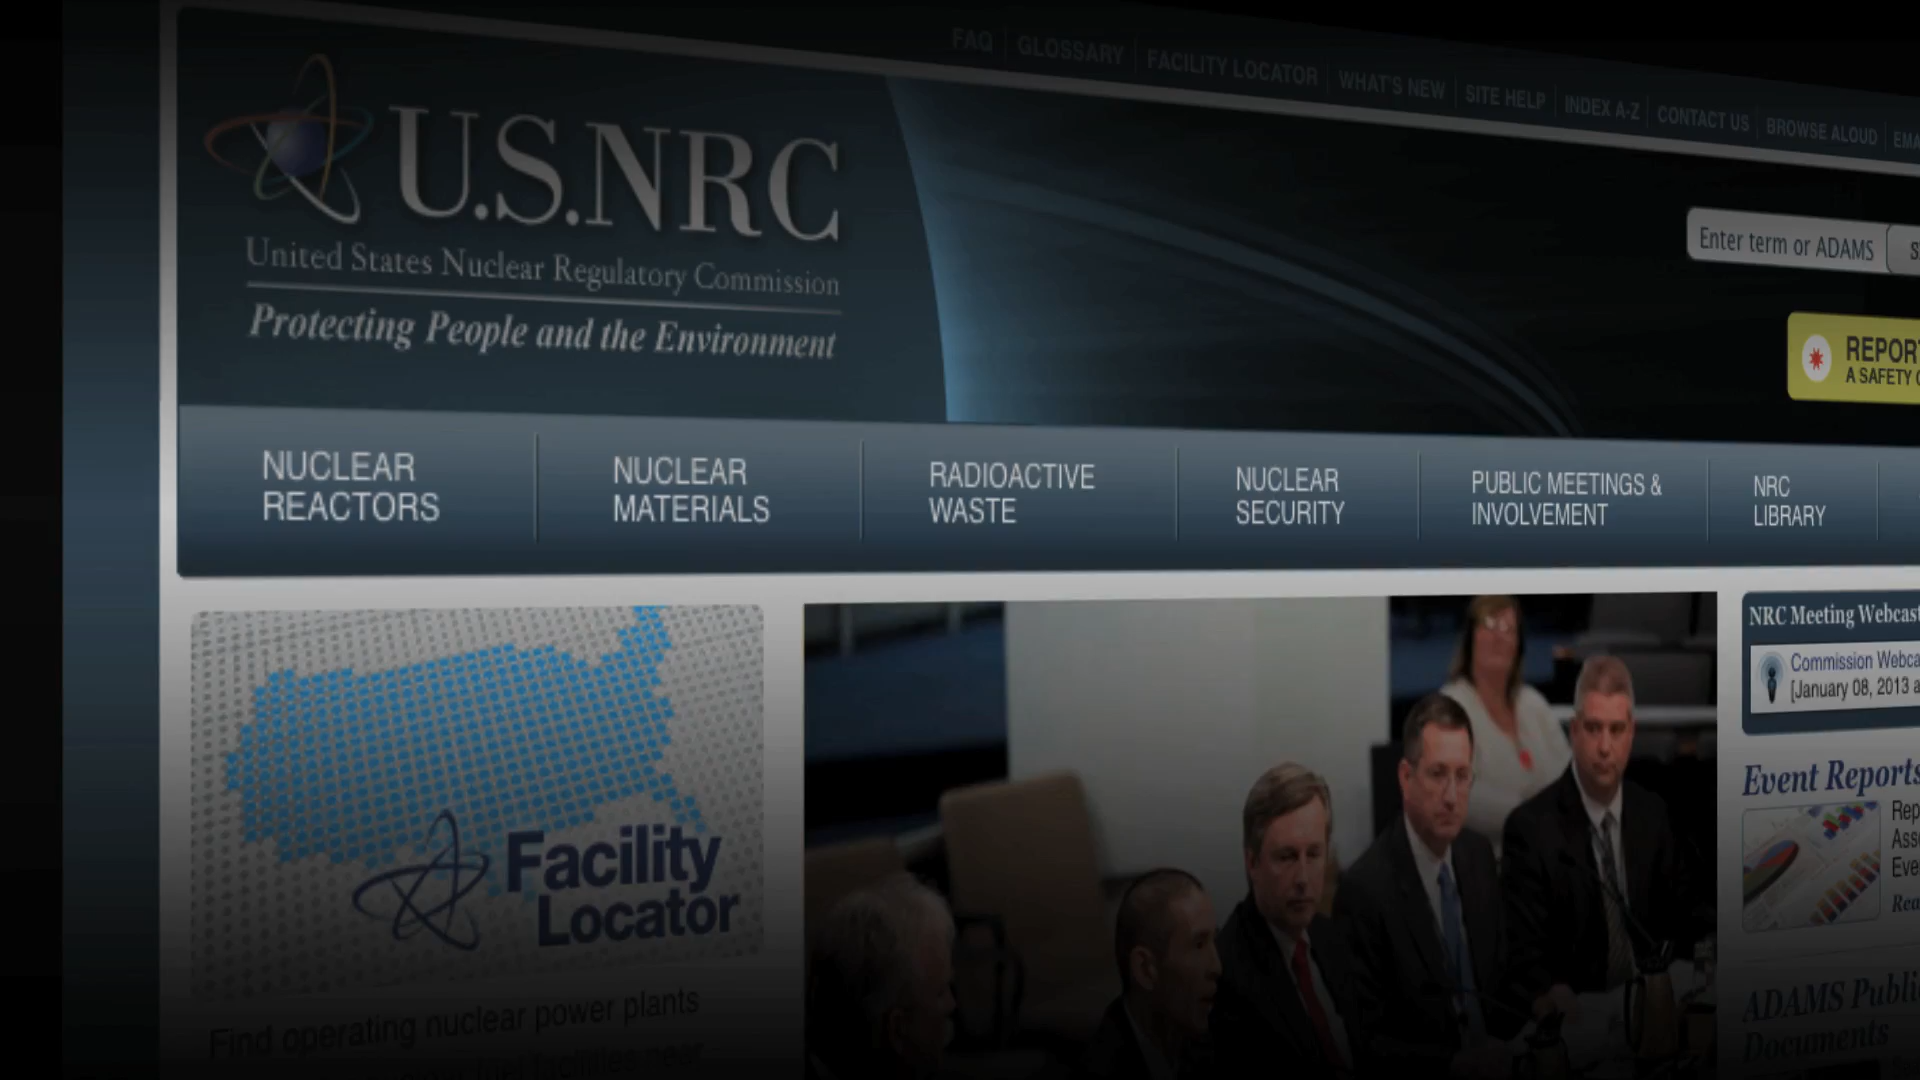 FAQ GLOSSARY FACILITY LOCATOR WHAT'S NEW SITE HELP INDEX A-Z CONTACT US BROWSE ALOUD
U.S.NRC
United States Nuclear Regulatory Commission
Protecting People and the Environment
Enter term or ADAMS
REPORT
A SAFETY
NUCLEAR
REACTORS
NUCLEAR
MATERIALS
RADIOACTIVE
WASTE
NUCLEAR
SECURITY
PUBLIC MEETINGS &
INVOLVEMENT
NRC
LIBRARY
Facility
Locator
Find operating nuclear power plants
fuel facilities near
NRC Meeting Webcast
Commission
[January 08, 2013
Event Reports
ADAMS
Documents